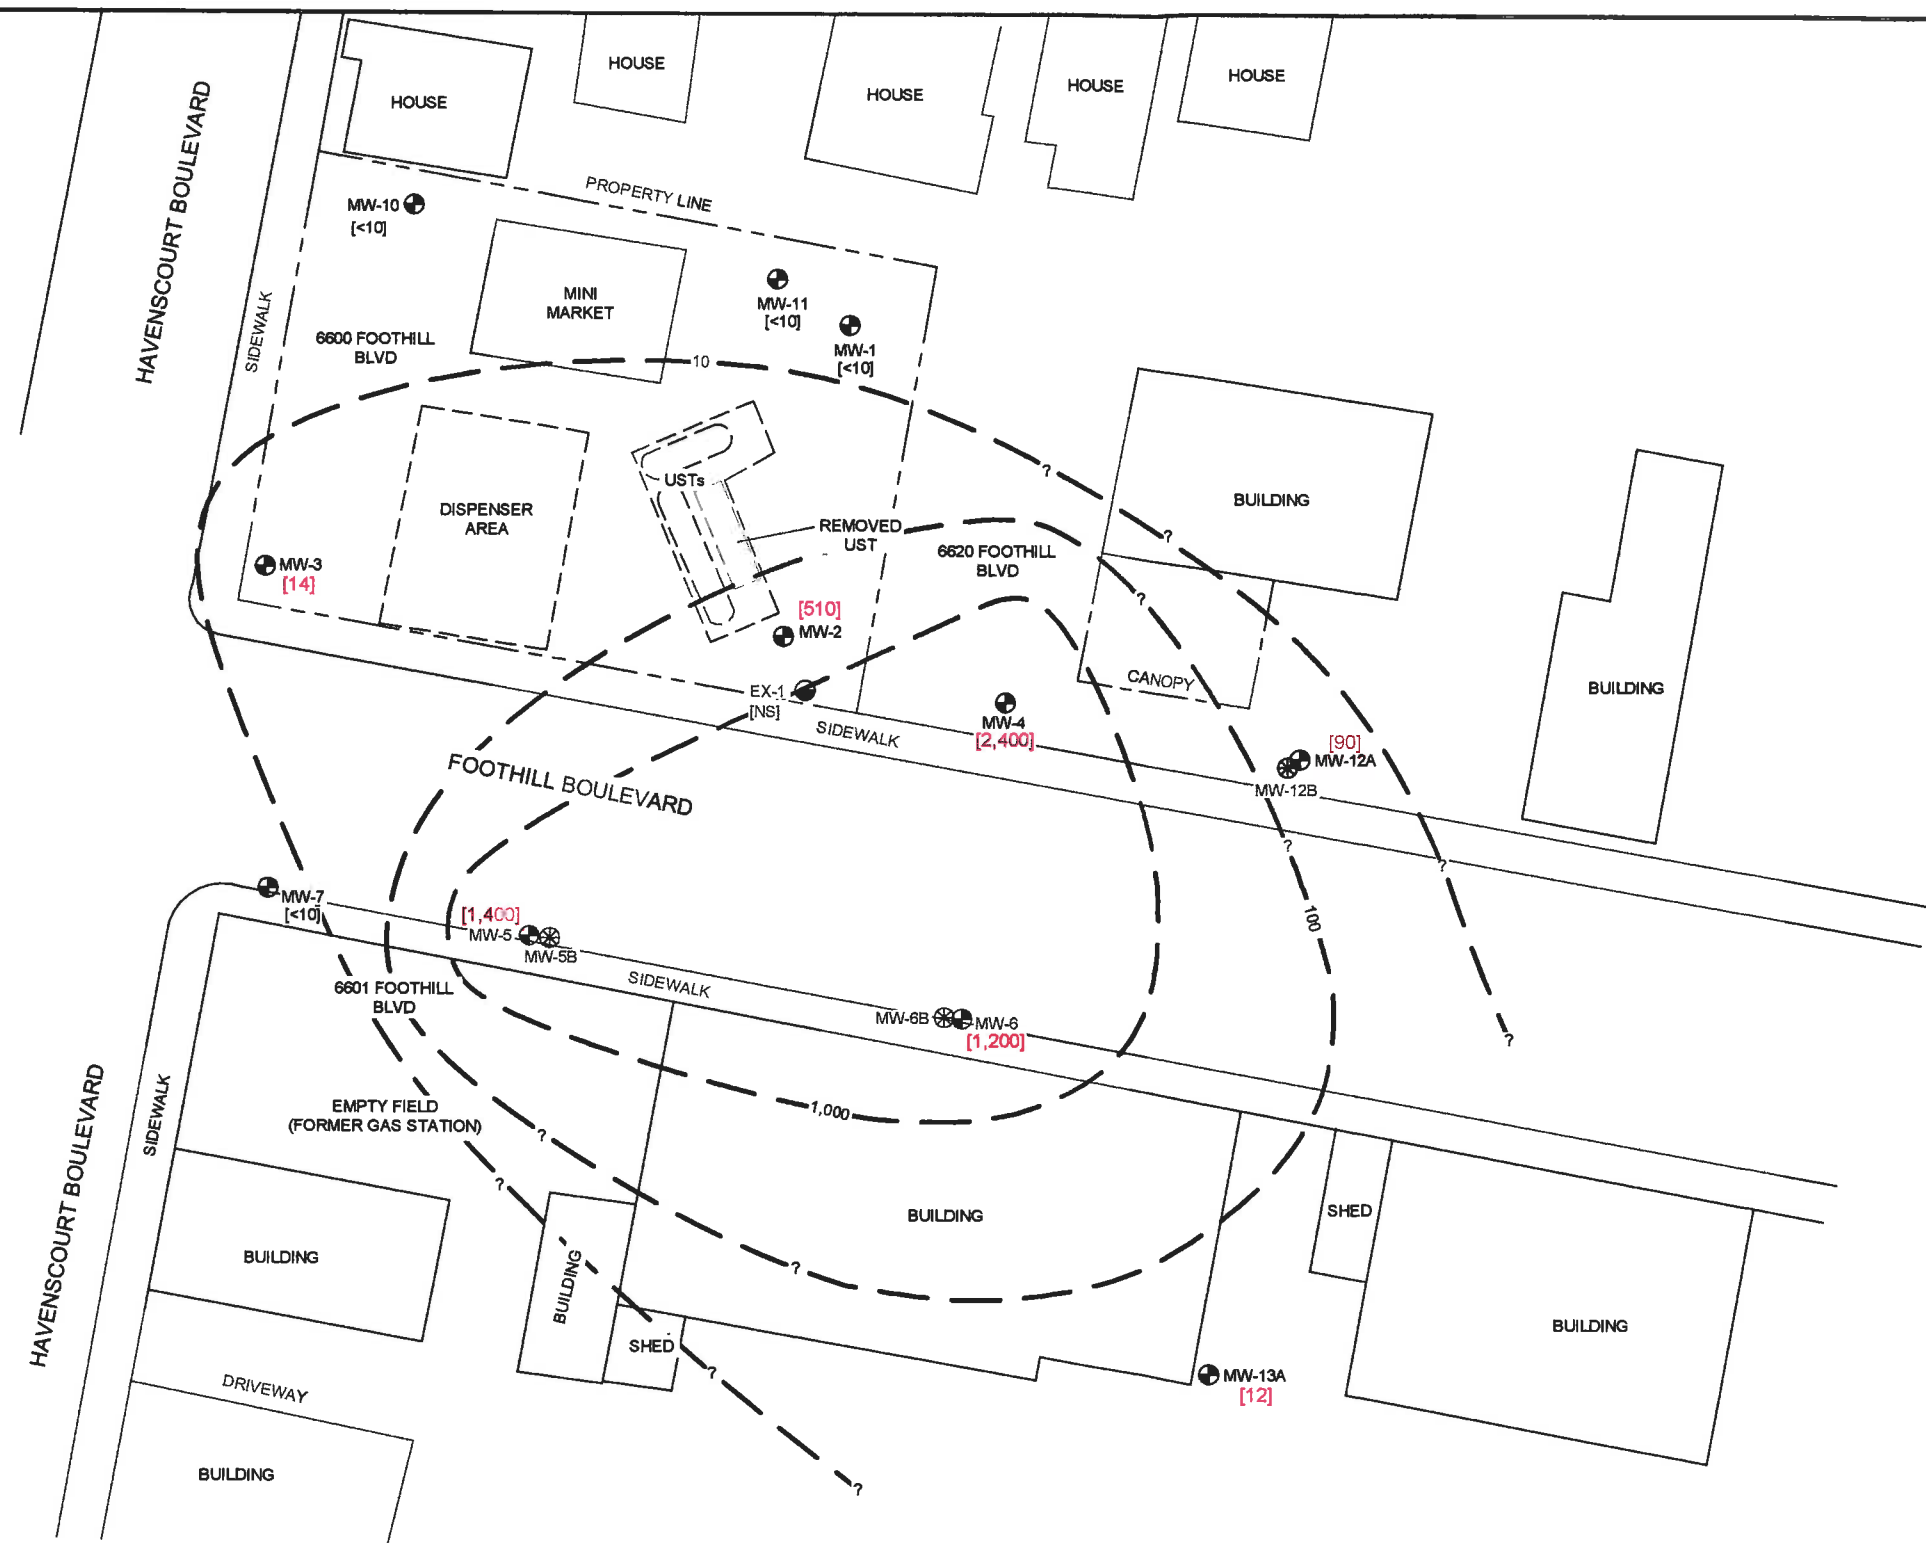 HOUSE
HOUSE
HOUSE
HOUSE
HOUSE
HAVENSCOURT BOULEVARD
PROPERTY LINE
MW-10
[<10]
MINI
MARKET
MW-11
[<10]
MW-1
[<10]
SIDEWALK
6600 FOOTHILL
BLVD
10
?
USTs
BUILDING
DISPENSER
AREA
REMOVED
UST
?
6620 FOOTHILL
BLVD
MW-3
[14]
?
[510]
MW-2
CANOPY
BUILDING
EX-1
[NS]
SIDEWALK
MW-4
[2,400]
[90]
MW-12A
MW-12B
FOOTHILL BOULEVARD
?
?
MW-7
[<10]
[1,400]
MW-5
MW-5B
100
SIDEWALK
6601 FOOTHILL
BLVD
MW-6B
MW-6
[1,200]
?
HAVENSCOURT BOULEVARD
SIDEWALK
EMPTY FIELD
(FORMER GAS STATION)
1,000
?
?
BUILDING
SHED
BUILDING
BUILDING
?
BUILDING
SHED
?
MW-13A
[12]
DRIVEWAY
BUILDING
?